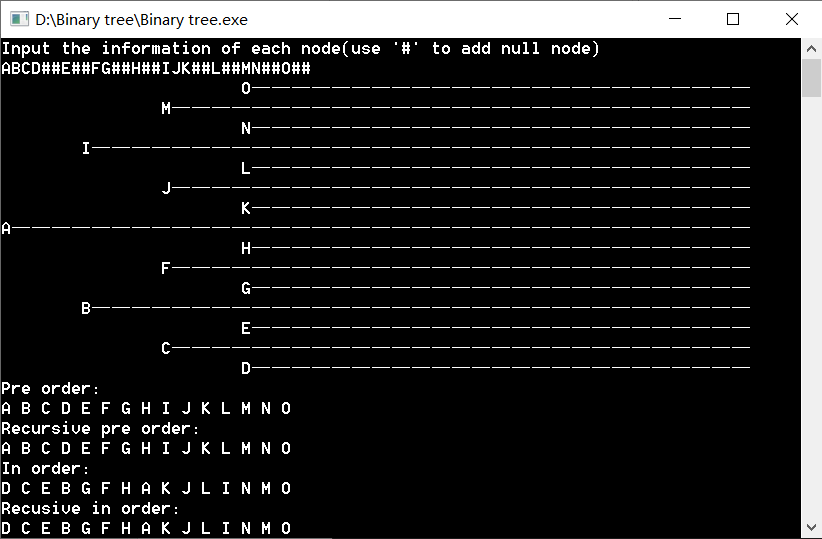 D:\Binary tree\Binary tree.exe
Input the information of each node(use '#' to add null node)
ABCD##E##FG##H##IJK##L##MN##O##
O
M
N
I
L
J
K
A
H
F
G
B
E
C
D
Pre order:
A B C D E F G H I J K L M N O
Recursive pre order:
A B C D E F G H I J K L M N O
In order:
D C E B G F H A K J L I N M O
Recusive in order:
D C E B G F H A K J L I N M O